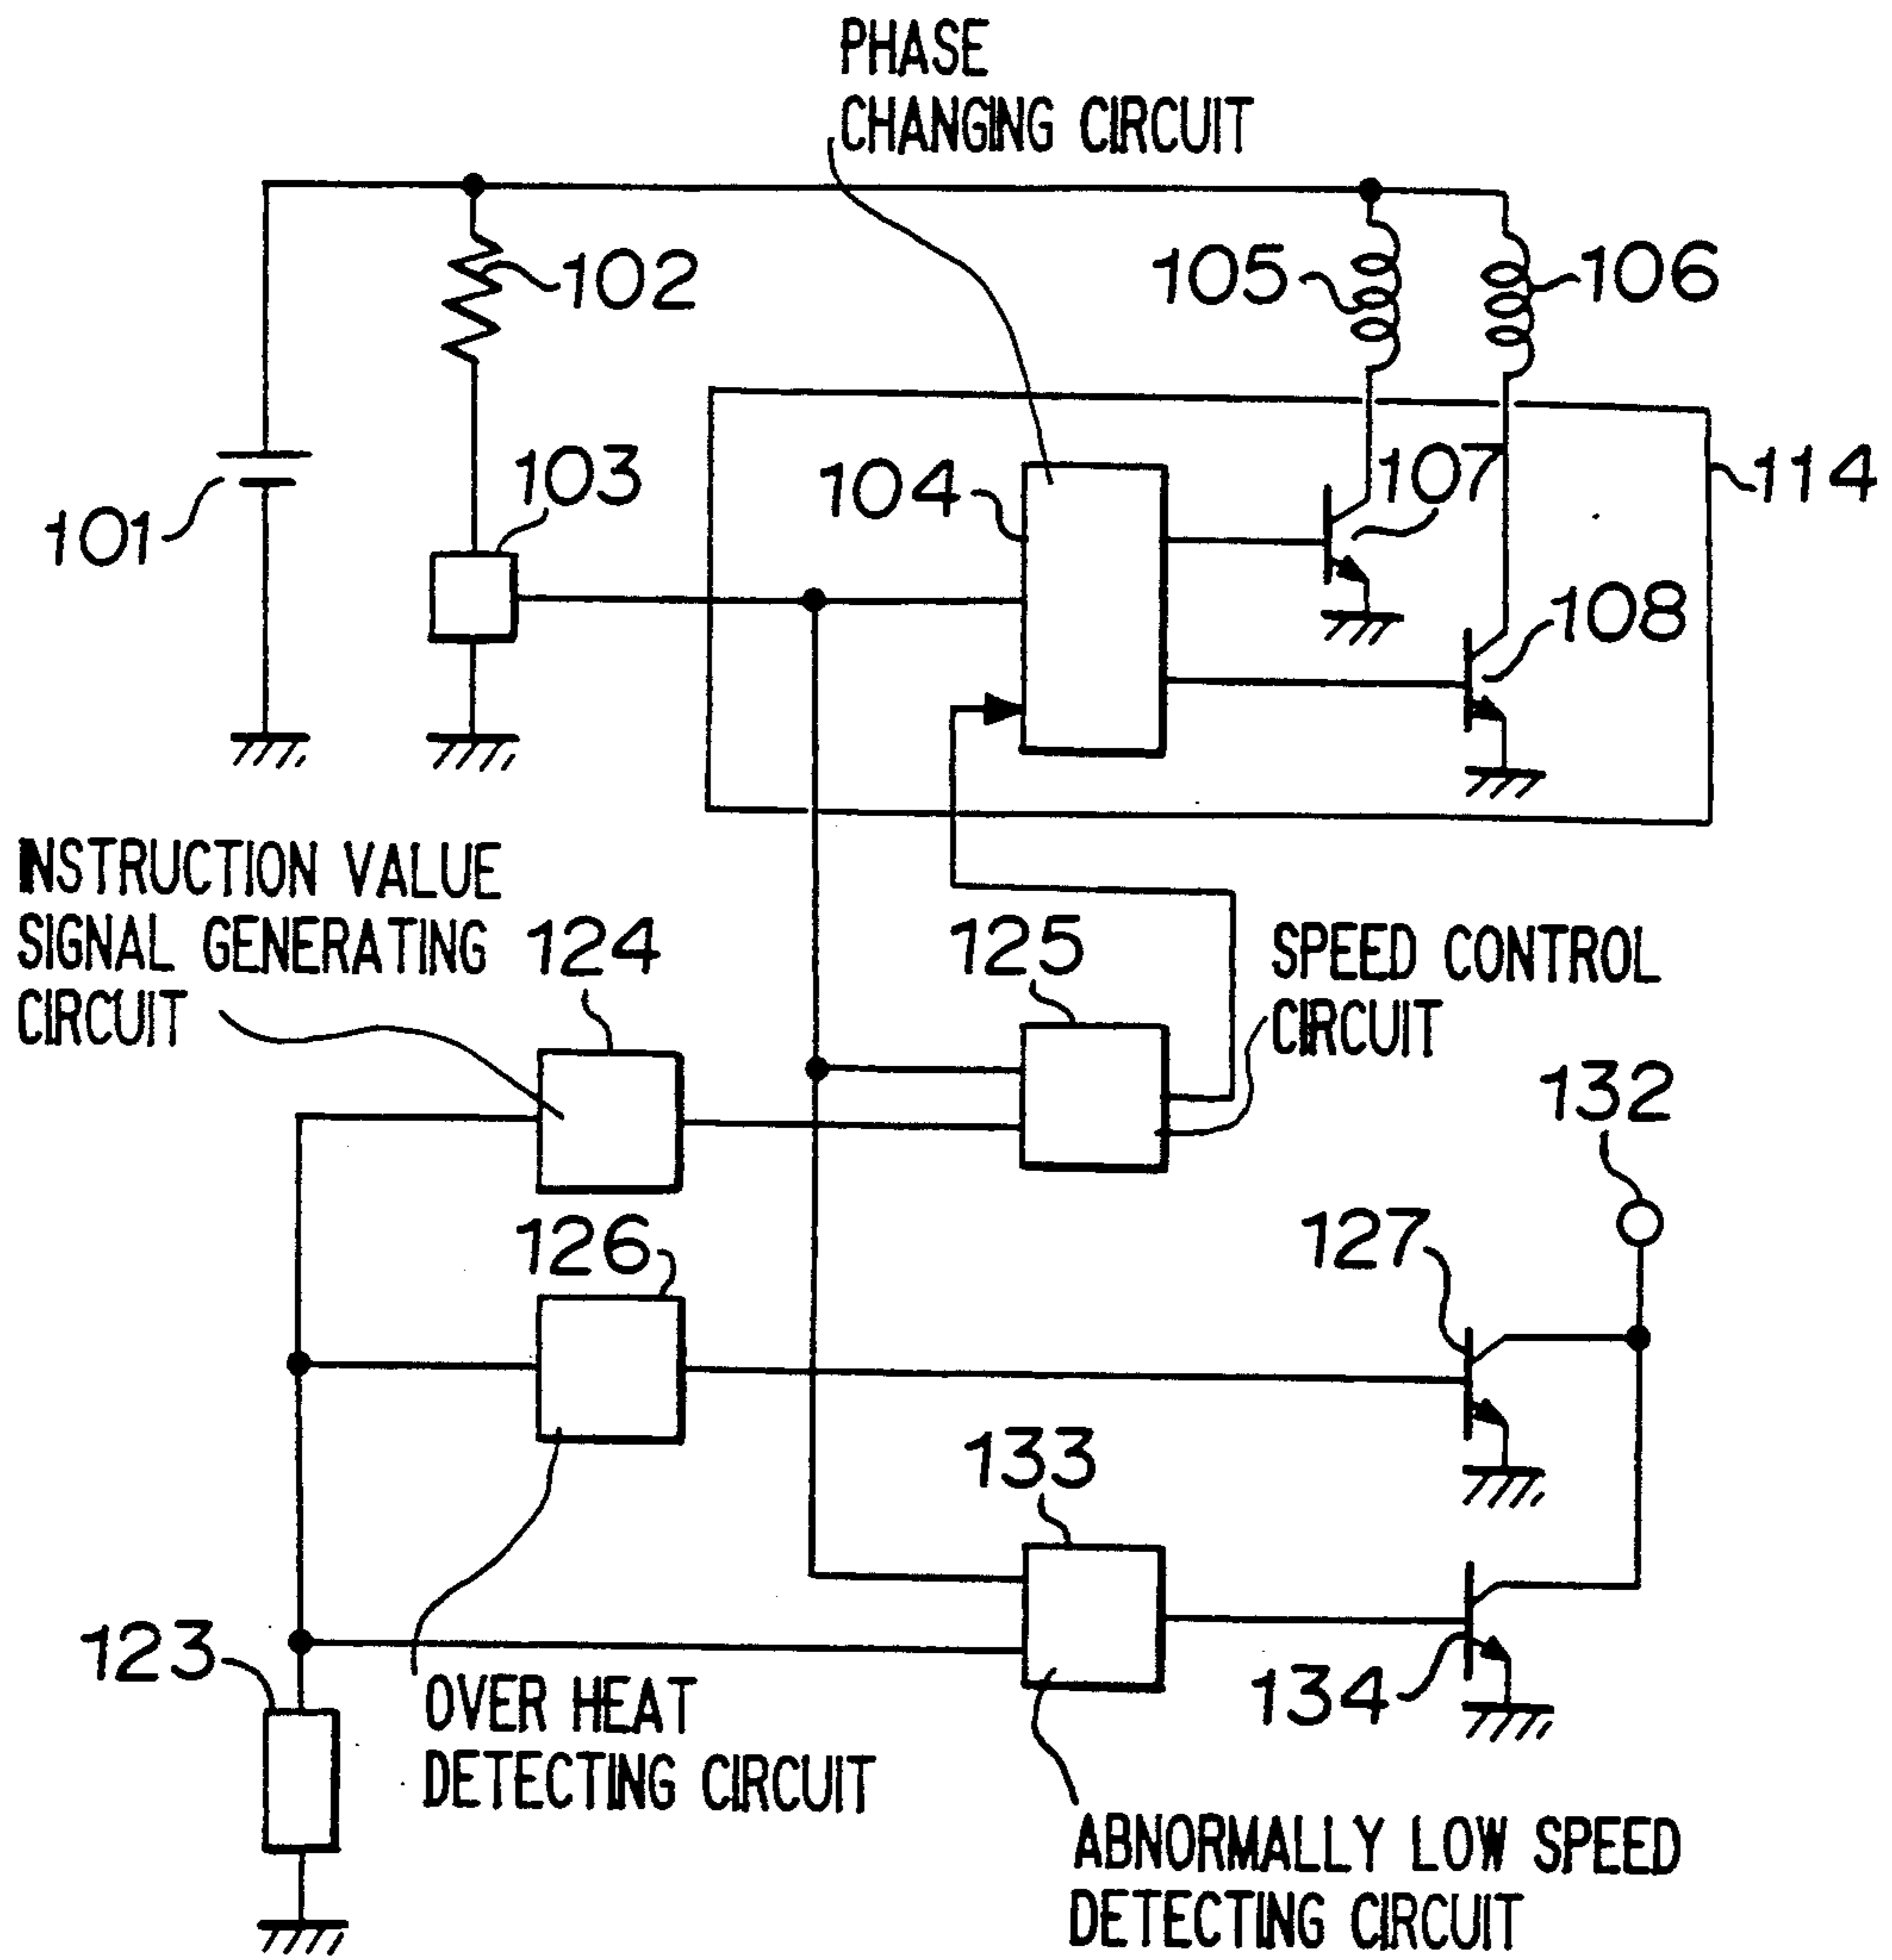 PHASE
CHANGING CIRCUIT
102
105
106
103
104
107
114
101
108
INSTRUCTION VALUE
SIGNAL GENERATING
CIRCUIT
124
125
SPEED CONTROL
CIRCUIT
132
126
127
133
123
134
OVER HEAT
DETECTING CIRCUIT
ABNORMALLY LOW SPEED
DETECTING CIRCUIT